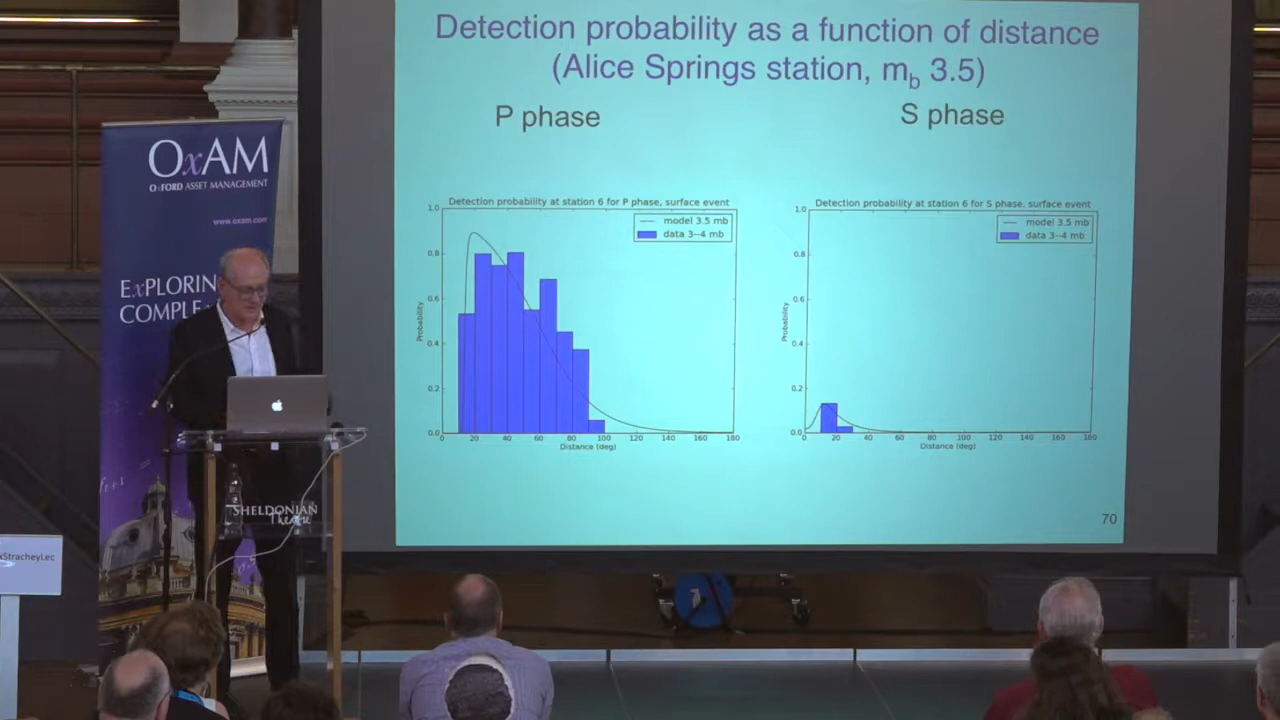 Detection probability as a function of distance
(Alice Springs station, mb 3.5)
P phase
S phase
Detection probability at station 6 for P phase, surface event
1.0
0.8
0.6
0.4
0.2
0.0
Probability
model 3.5 mb
data 3--4 mb
0 20 40 60 80 100 120 140 160 180
Distance (deg)
Detection probability at station 6 for S phase, surface event
1.0
0.8
0.6
0.4
0.2
0.0
Probability
model 3.5 mb
data 3--4 mb
0 20 40 60 80 100 120 140 160 180
Distance (deg)
70
OxAM
OxFORD ASSET MANAGEMENT
www.oxam.com
ExPLORIN
COMPLE
SHELDONIAN
Theatre
xStracheyLec